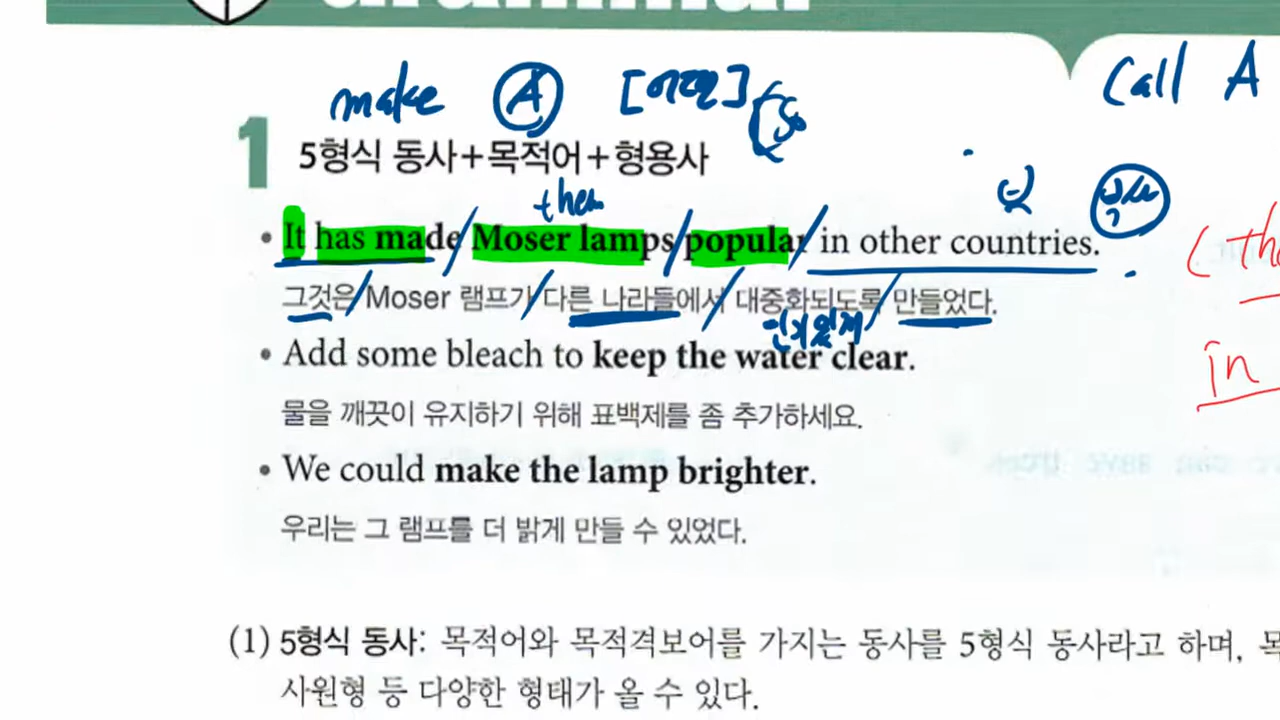 grammar
make A [어떤]
Call A
1 5형식 동사+목적어+형용사
them
• It has made / Moser lamps / popular / in other countries.
그것은 / Moser 램프가 / 다른 나라들에서 / 대중화되도록 / 만들었다.
인기있게
• Add some bleach to keep the water clear.
물을 깨끗이 유지하기 위해 표백제를 좀 추가하세요.
in
• We could make the lamp brighter.
우리는 그 램프를 더 밝게 만들 수 있었다.
(1) 5형식 동사: 목적어와 목적격보어를 가지는 동사를 5형식 동사라고 하며, 목
사원형 등 다양한 형태가 올 수 있다.